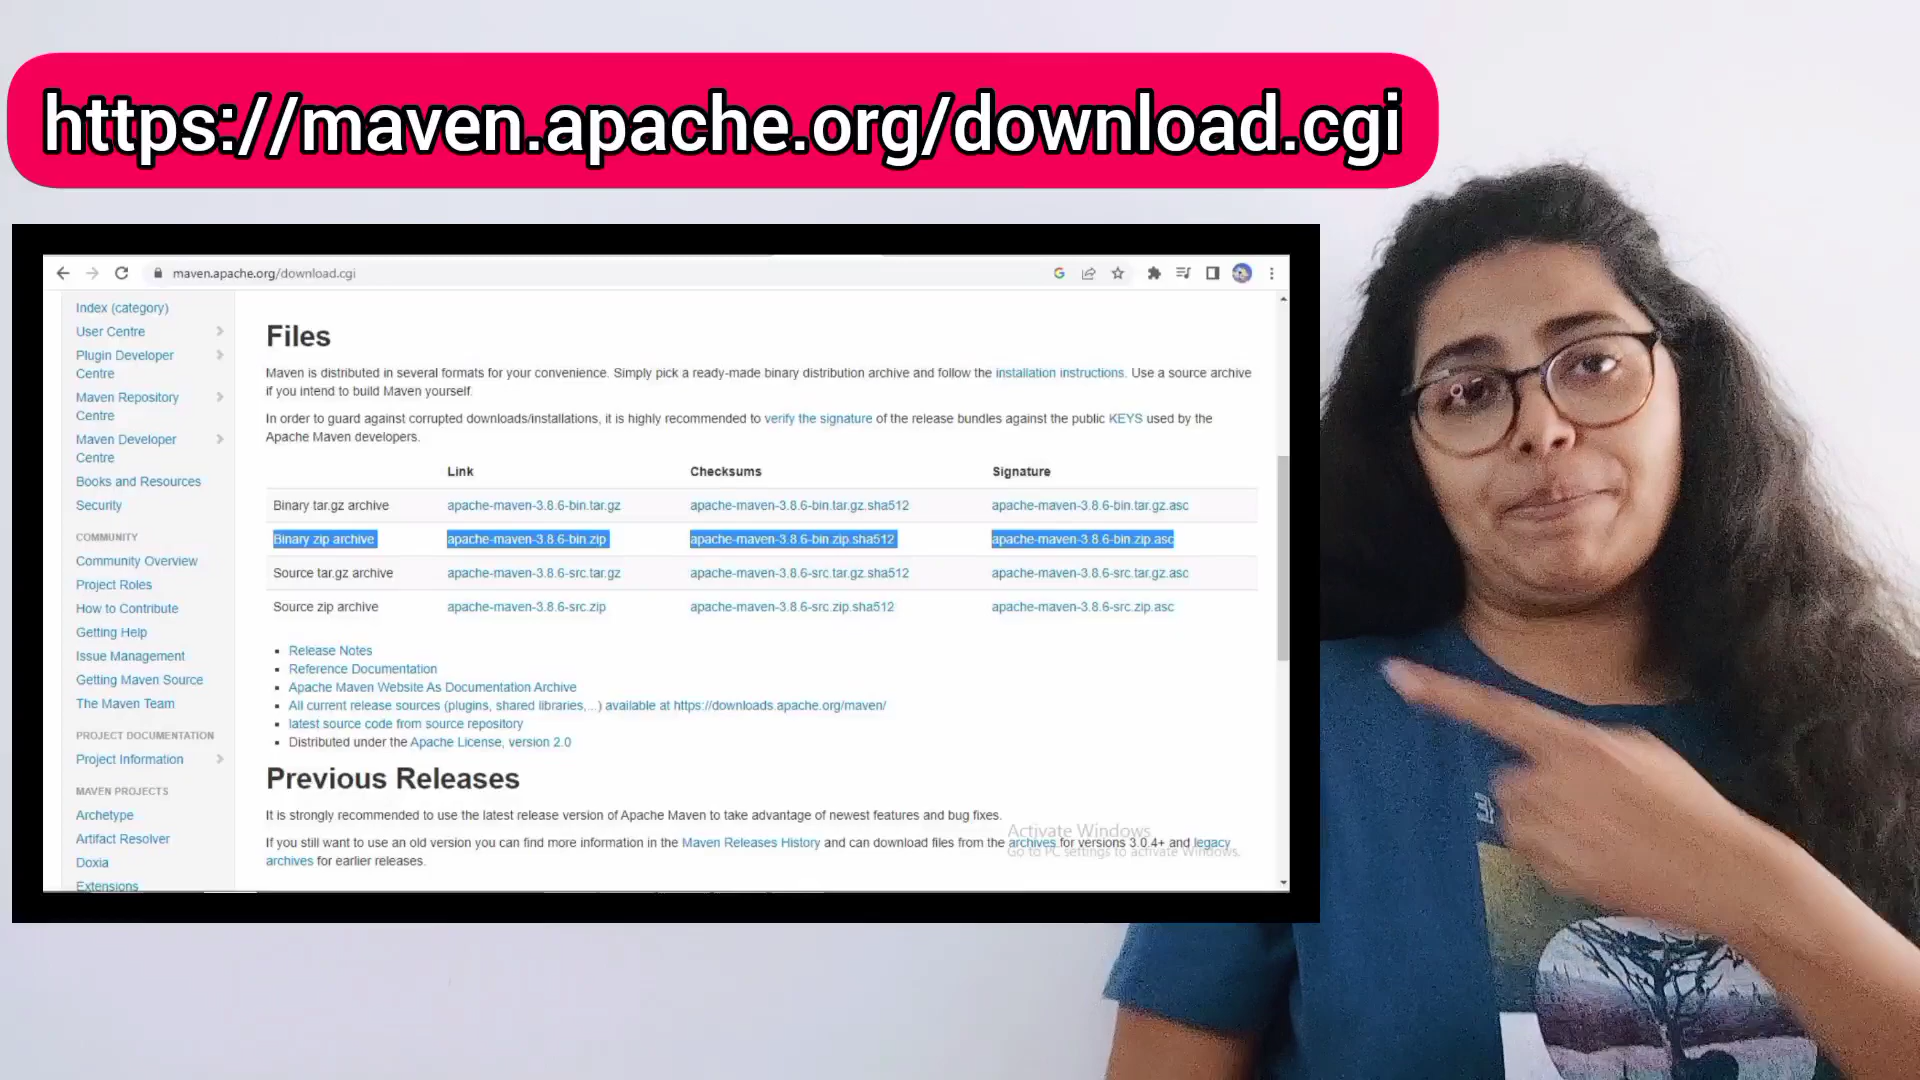 https://maven.apache.org/download.cgi
maven.apache.org/download.cgi
Index (category)
User Centre
Plugin Developer
Centre
Maven Repository
Centre
Maven Developer
Centre
Books and Resources
Security
COMMUNITY
Community Overview
Project Roles
How to Contribute
Getting Help
Issue Management
Getting Maven Source
The Maven Team
PROJECT DOCUMENTATION
Project Information
MAVEN PROJECTS
Archetype
Artifact Resolver
Doxia
Extensions
Files
Maven is distributed in several formats for your convenience. Simply pick a ready-made binary distribution archive and follow the installation instructions. Use a source archive
if you intend to build Maven yourself.
In order to guard against corrupted downloads/installations, it is highly recommended to verify the signature of the release bundles against the public KEYS used by the
Apache Maven developers.
Link Checksums Signature
Binary tar.gz archive apache-maven-3.8.6-bin.tar.gz apache-maven-3.8.6-bin.tar.gz.sha512 apache-maven-3.8.6-bin.tar.gz.asc
Binary zip archive apache-maven-3.8.6-bin.zip apache-maven-3.8.6-bin.zip.sha512 apache-maven-3.8.6-bin.zip.asc
Source tar.gz archive apache-maven-3.8.6-src.tar.gz apache-maven-3.8.6-src.tar.gz.sha512 apache-maven-3.8.6-src.tar.gz.asc
Source zip archive apache-maven-3.8.6-src.zip apache-maven-3.8.6-src.zip.sha512 apache-maven-3.8.6-src.zip.asc
Release Notes
Reference Documentation
Apache Maven Website As Documentation Archive
All current release sources (plugins, shared libraries,...) available at https://downloads.apache.org/maven/
latest source code from source repository
Distributed under the Apache License, version 2.0
Previous Releases
It is strongly recommended to use the latest release version of Apache Maven to take advantage of newest features and bug fixes.
If you still want to use an old version you can find more information in the Maven Releases History and can download files from the archives for versions 3.0.4+ and legacy
archives for earlier releases.
Activate Windows
Go to PC settings to activate Windows.